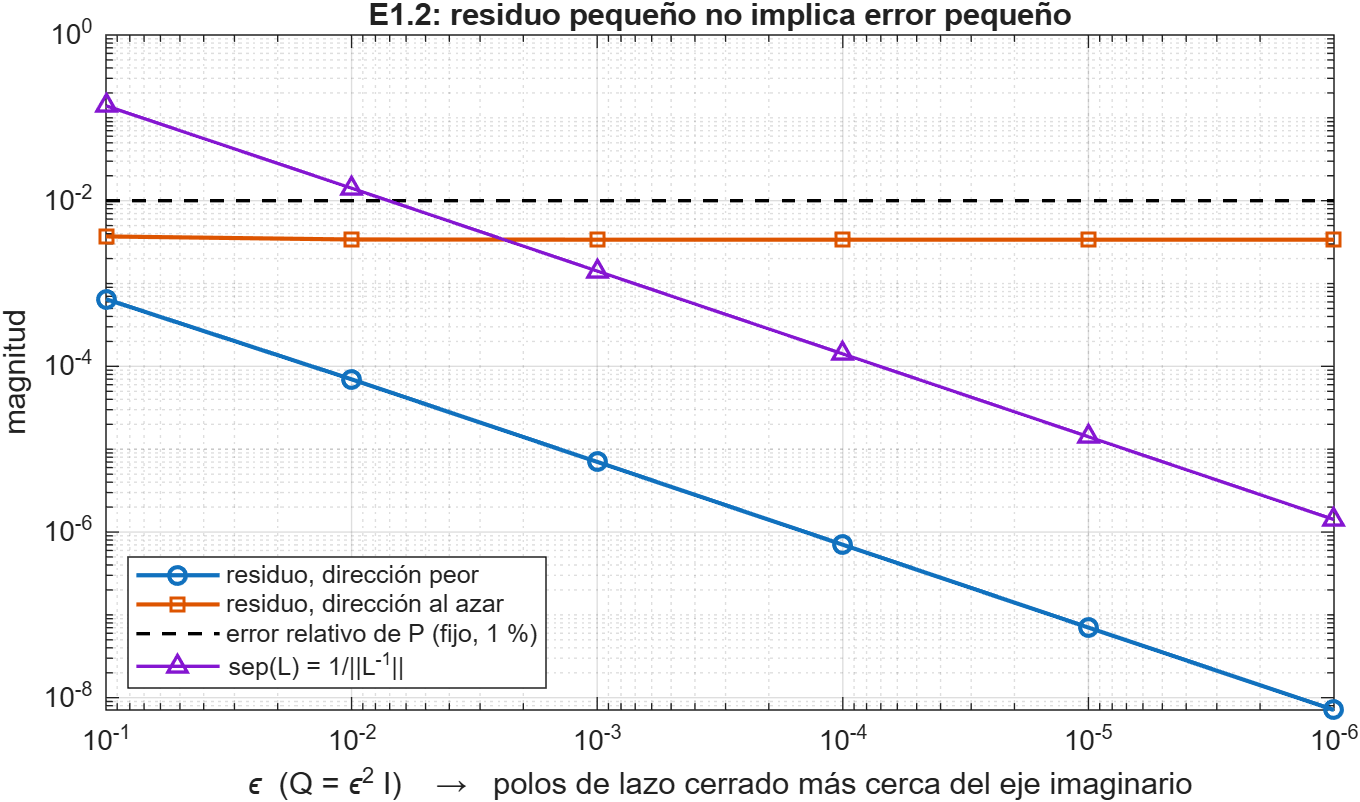 E1.2: residuo pequeño no implica error pequeño
10^0
10^-2
10^-4
10^-6
10^-8
magnitud
residuo, dirección peor
residuo, dirección al azar
error relativo de P (fijo, 1 %)
sep(L) = 1/||L^-1||
10^-1 10^-2 10^-3 10^-4 10^-5 10^-6
ϵ (Q = ϵ^2 I) → polos de lazo cerrado más cerca del eje imaginario